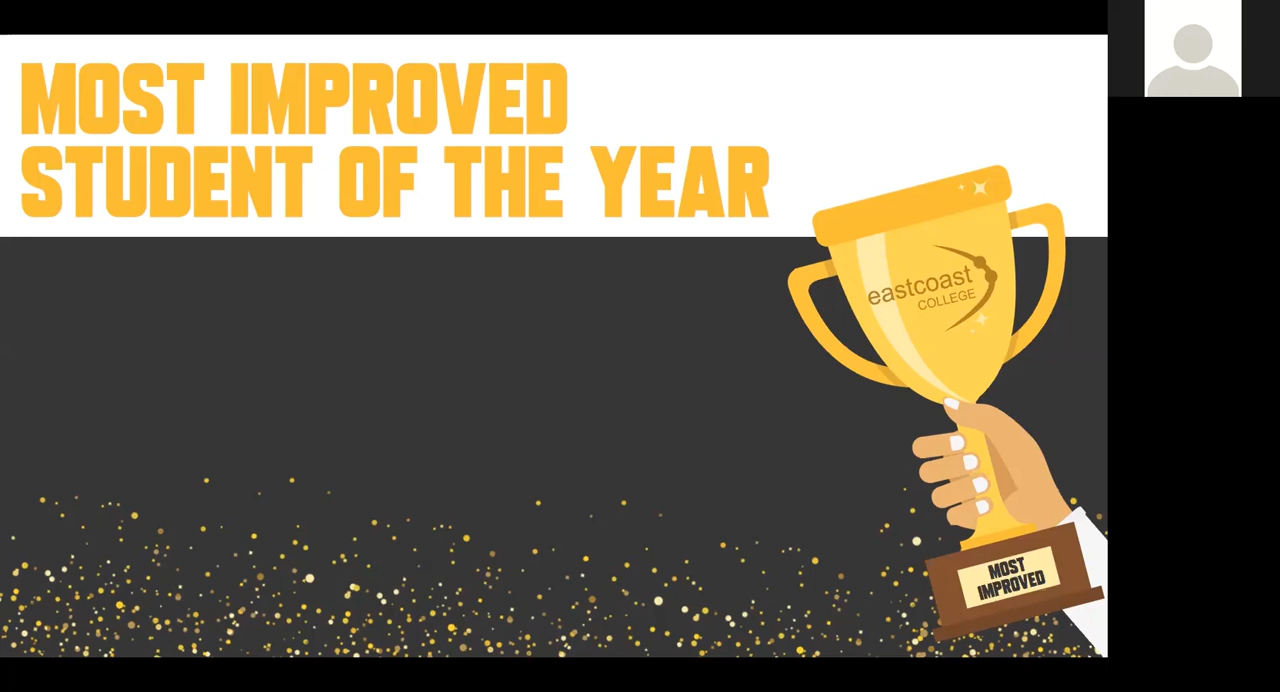 MOST IMPROVED
STUDENT OF THE YEAR
eastcoast
COLLEGE
MOST
IMPROVED